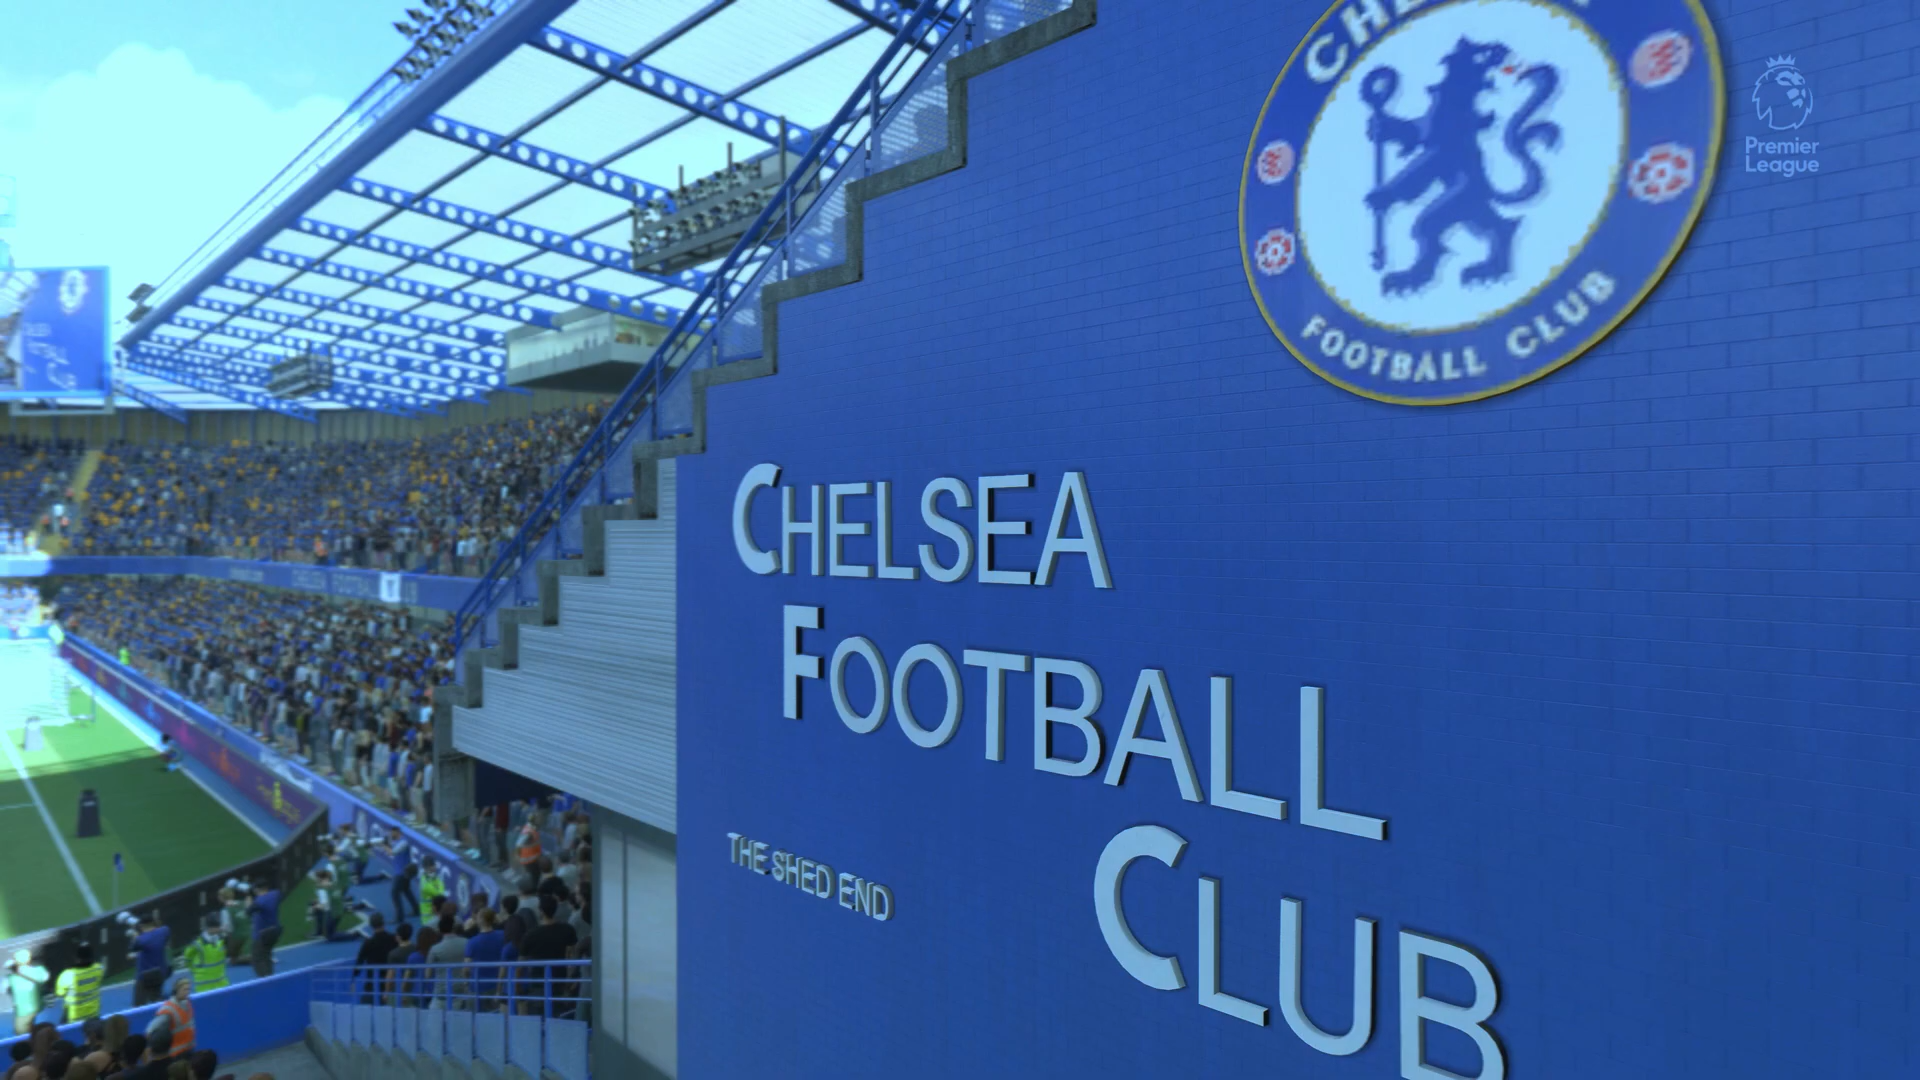 CHELSEA
FOOTBALL CLUB
Premier
League
CHELSEA
FOOTBALL
CLUB
THE SHED END